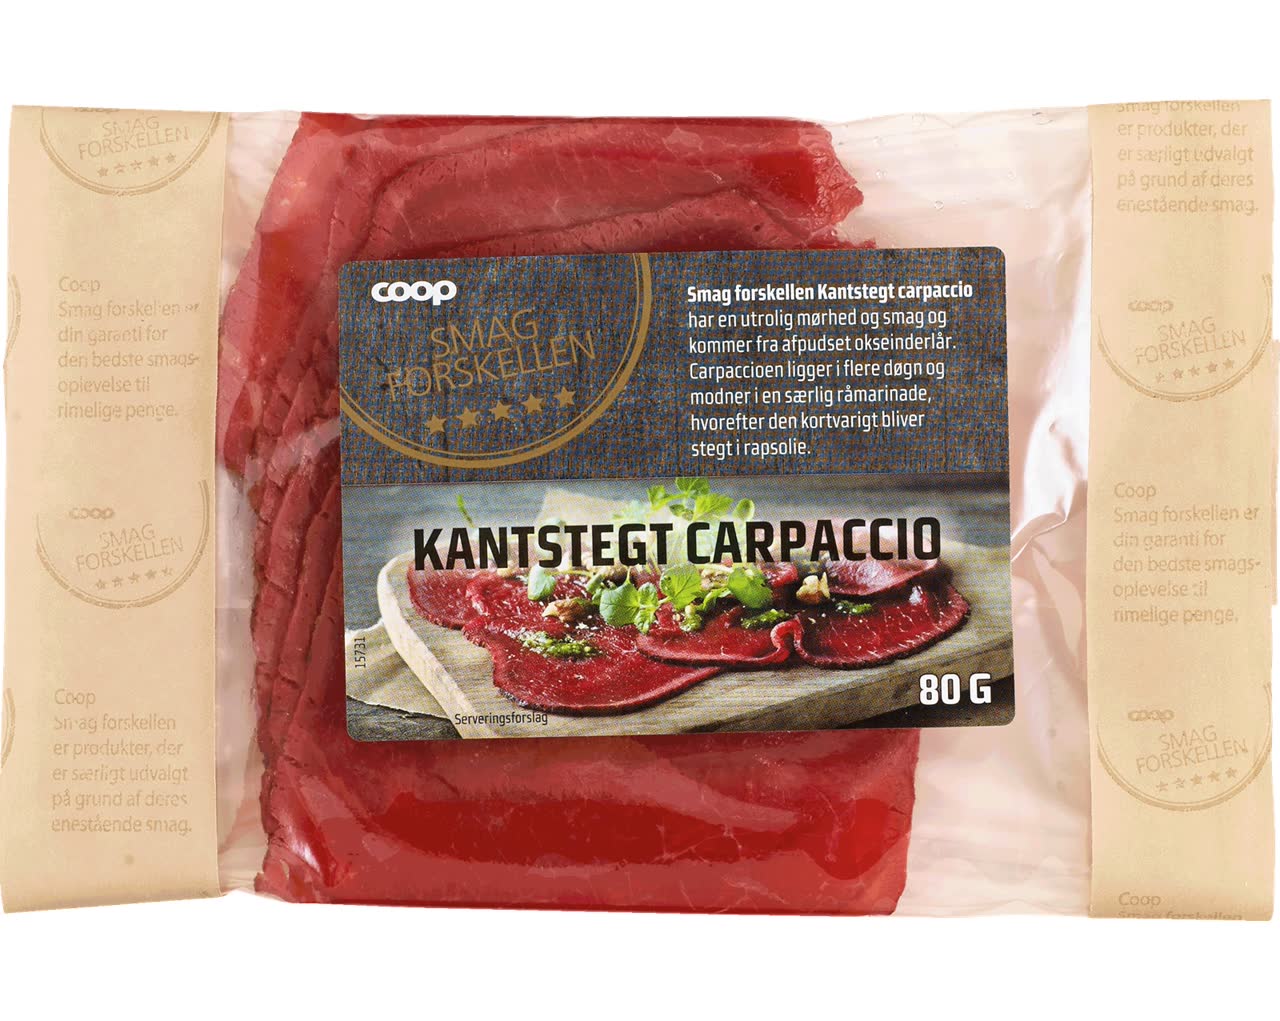 coop
SMAG
FORSKELLEN
Coop
Smag forskellen er
din garanti for
den bedste smags-
oplevelse til
rimelige penge.
coop
SMAG
FORSKELLEN
Coop
Smag forskellen
er produkter, der
er særligt udvalgt
på grund af deres
enestående smag.
coop
SMAG
FORSKELLEN
Smag forskellen Kantstegt carpaccio
har en utrolig mørhed og smag og
kommer fra afpudset okseinderlår.
Carpaccioen ligger i flere døgn og
modner i en særlig råmarinade,
hvorefter den kortvarigt bliver
stegt i rapsolie.
KANTSTEGT CARPACCIO
15731
Serveringsforslag
80 G
Smag forskellen
er produkter, der
er særligt udvalgt
på grund af deres
enestående smag.
coop
SMAG
FORSKELLEN
Coop
Smag forskellen er
din garanti for
den bedste smags-
oplevelse til
rimelige penge.
coop
SMAG
FORSKELLEN
Coop
Smag forskellen